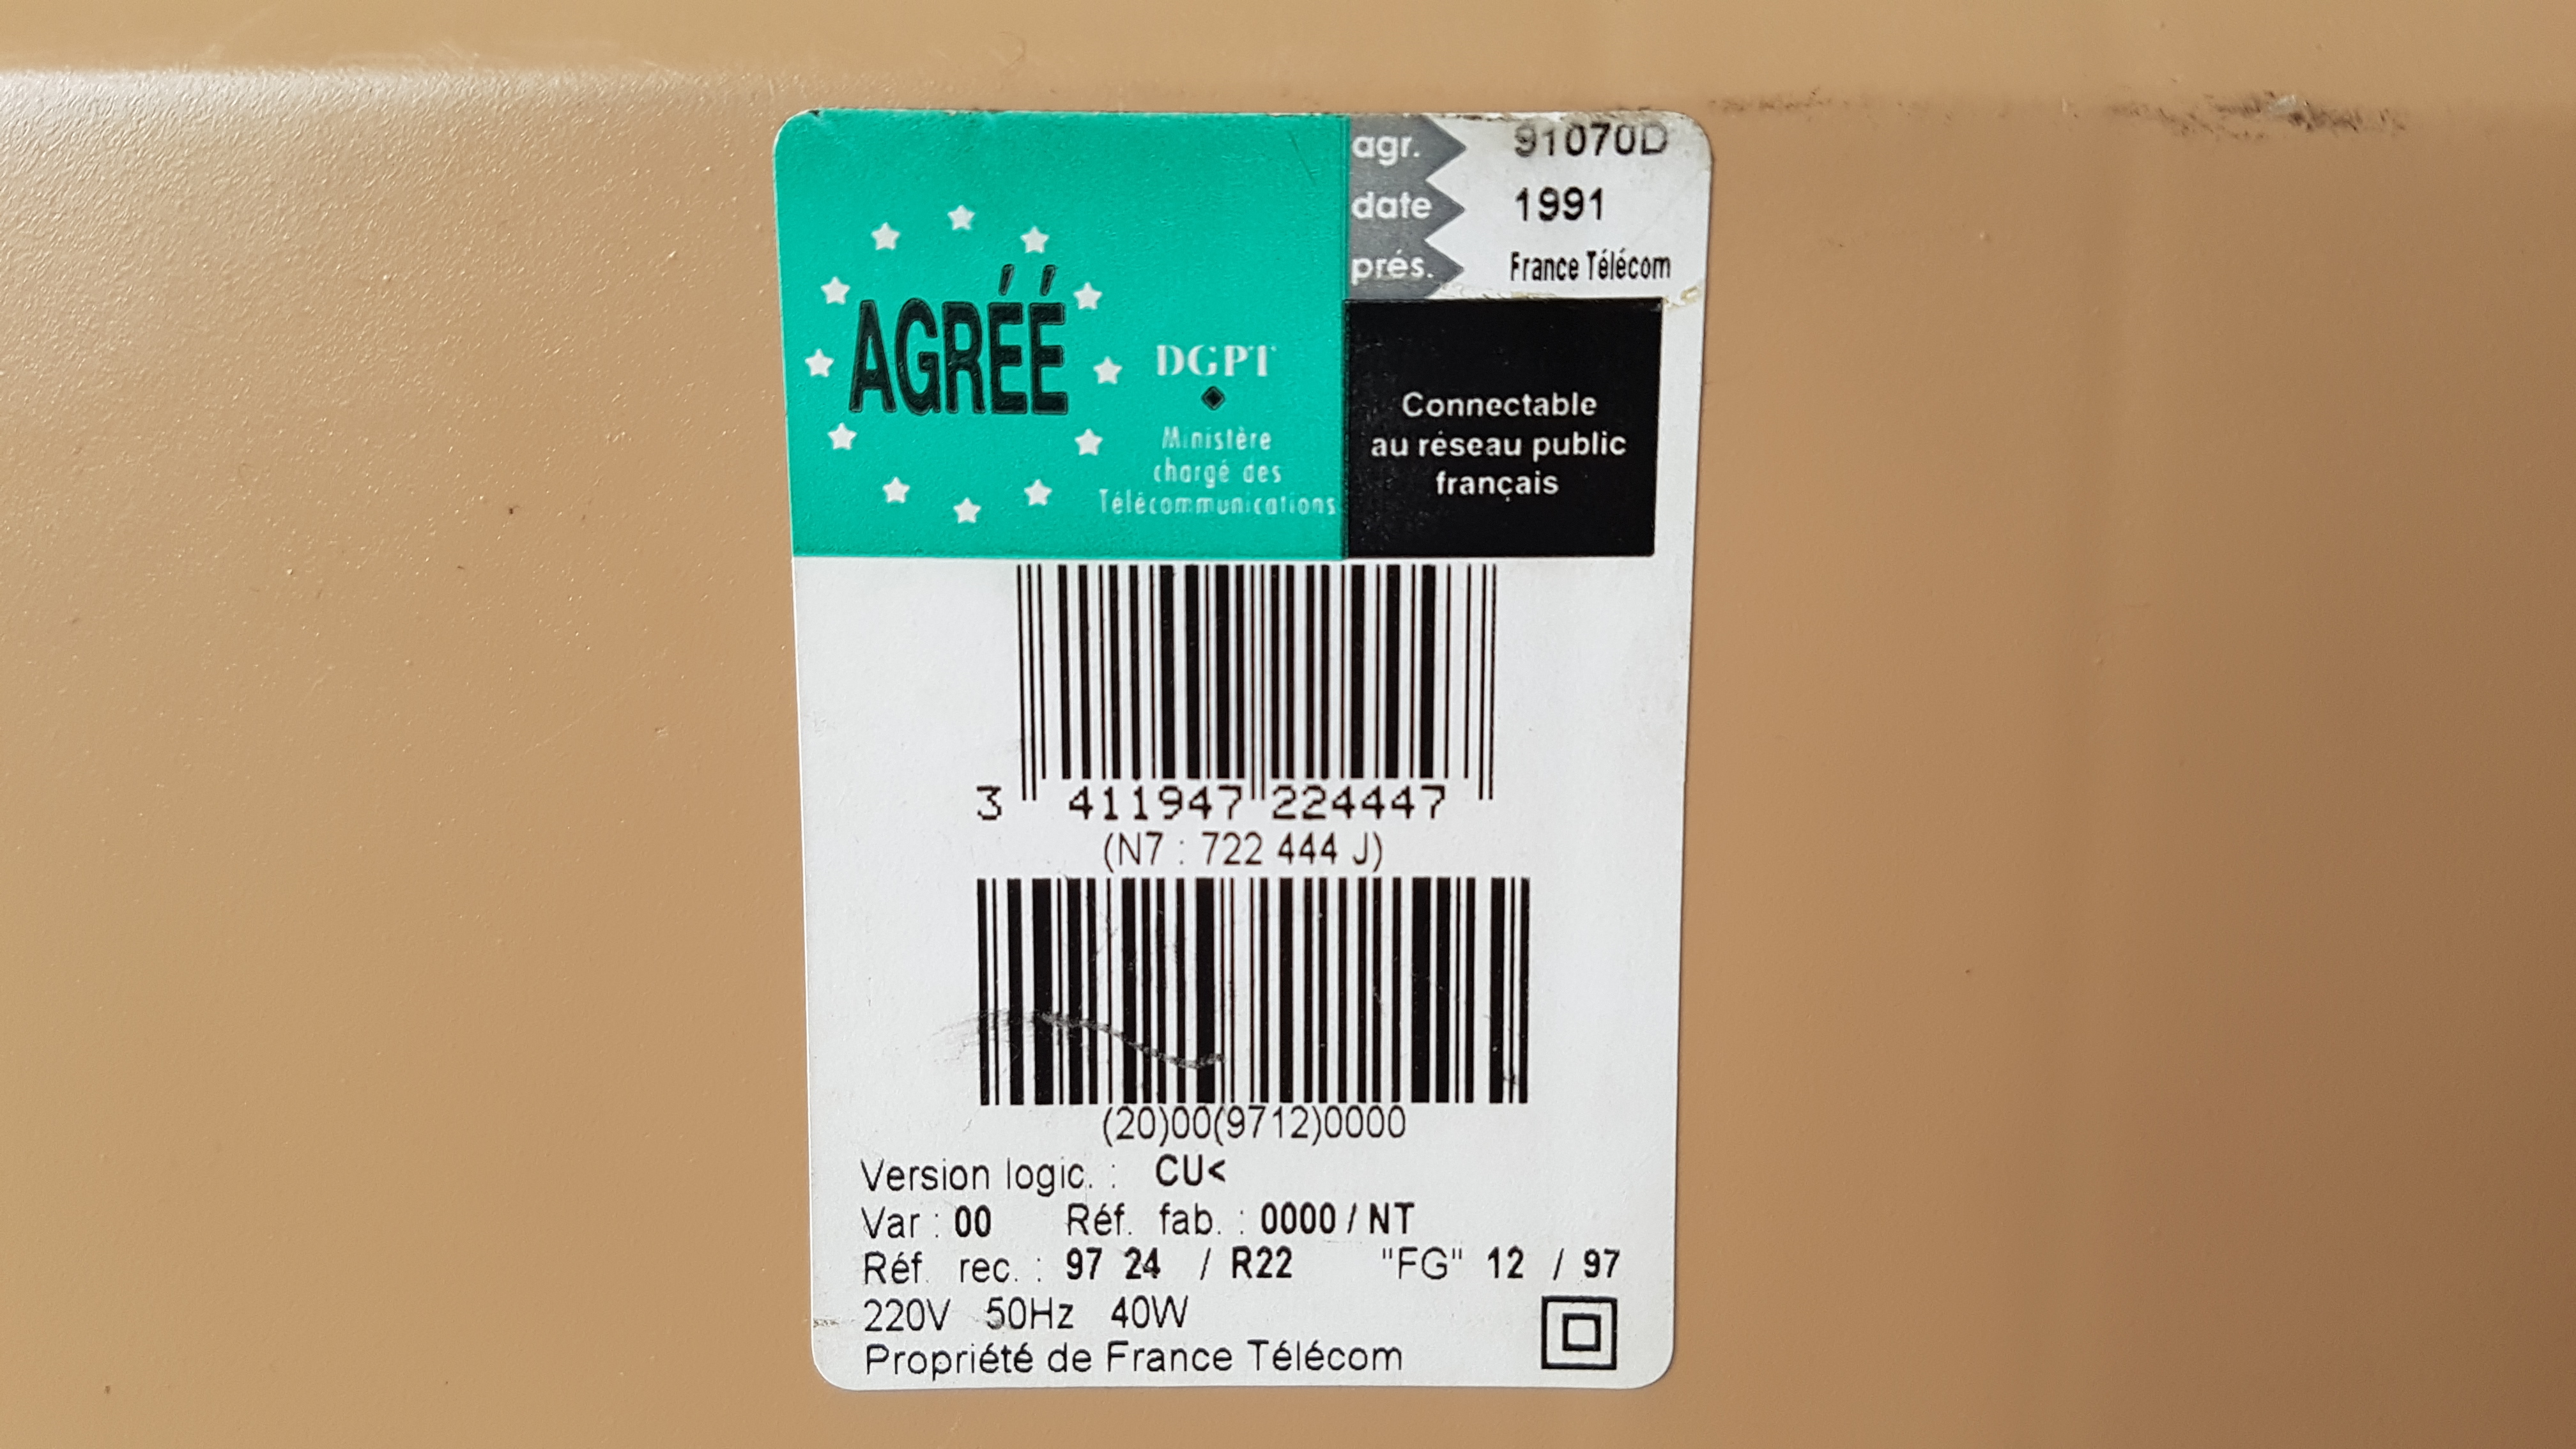 agr. 91070D
date 1991
prés. France Télécom
AGRÉÉ
DGPT
Ministère
chargé des
Télécommunications
Connectable
au réseau public
français
3 411947 224447
(N7 : 722 444 J)
(20)00(9712)0000
Version logic. : CU<
Var : 00 Réf. fab. : 0000 / NT
Réf. rec. : 97 24 / R22 "FG" 12 / 97
220V 50Hz 40W
Propriété de France Télécom